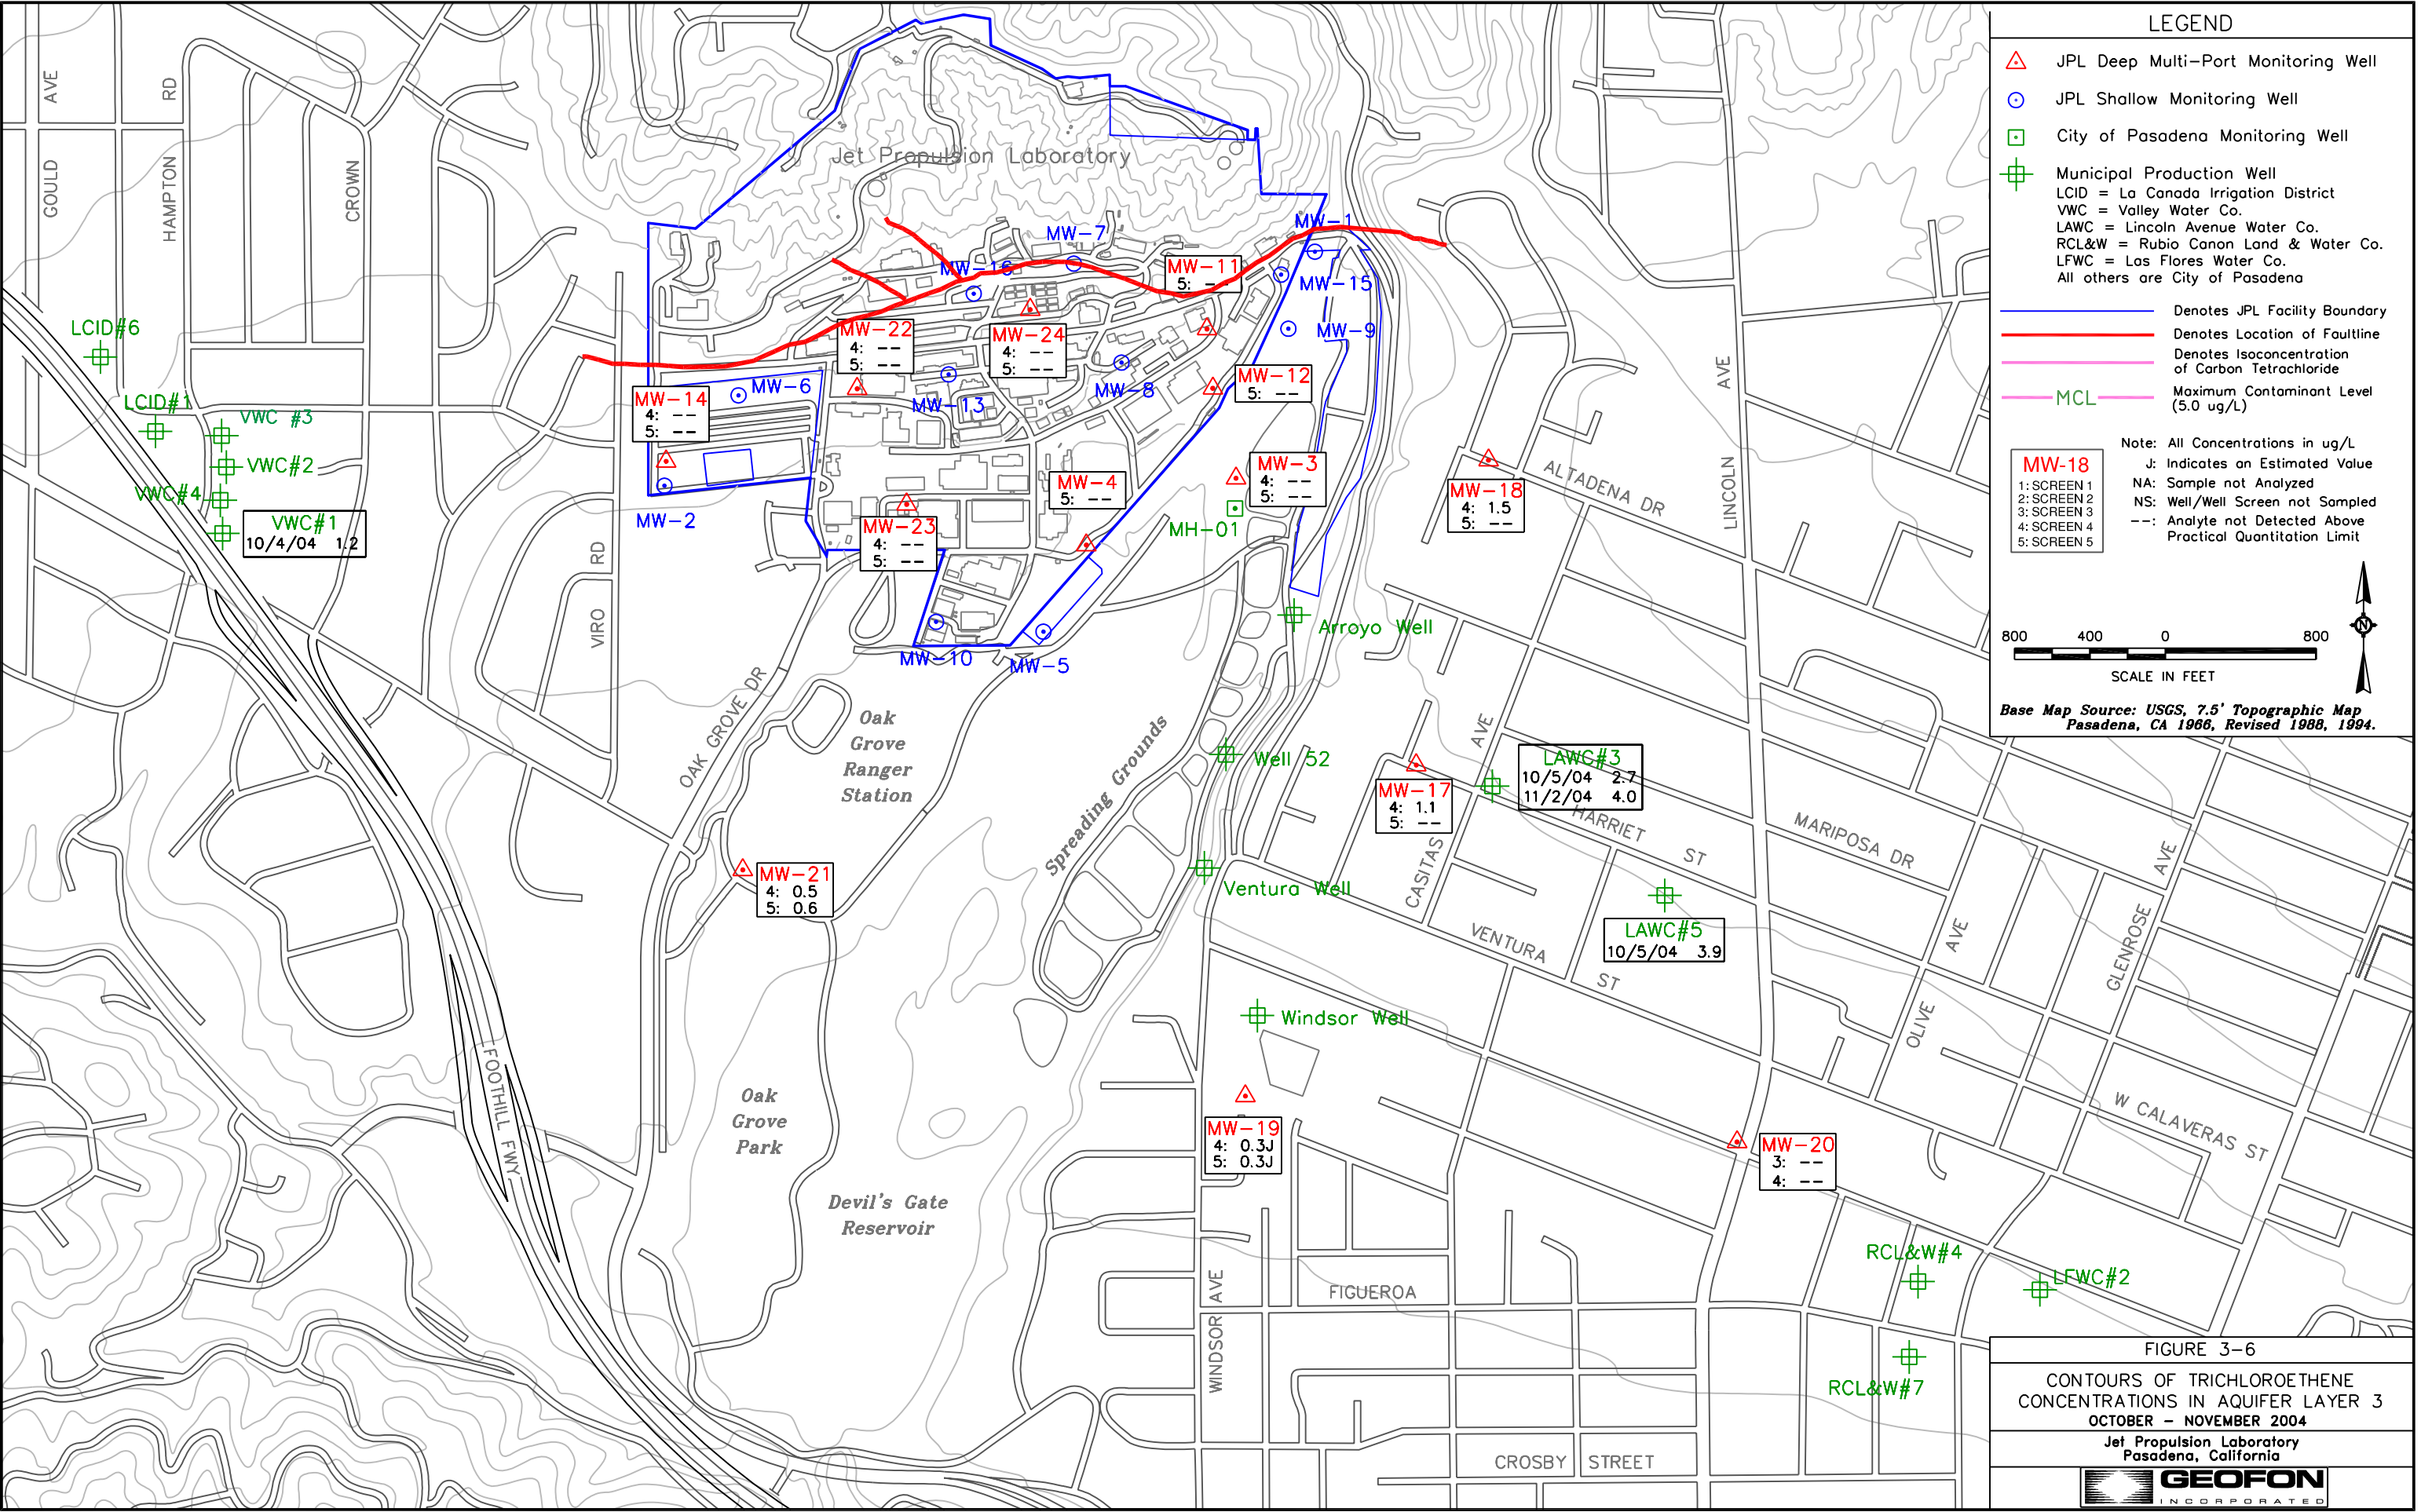 LEGEND
JPL Deep Multi-Port Monitoring Well
JPL Shallow Monitoring Well
City of Pasadena Monitoring Well
Municipal Production Well
LCID = La Canada Irrigation District
VWC = Valley Water Co.
LAWC = Lincoln Avenue Water Co.
RCL&W = Rubio Canon Land & Water Co.
LFWC = Las Flores Water Co.
All others are City of Pasadena
Denotes JPL Facility Boundary
Denotes Location of Faultline
Denotes Isoconcentration
of Carbon Tetrachloride
MCL
Maximum Contaminant Level
(5.0 ug/L)
Note: All Concentrations in ug/L
J: Indicates an Estimated Value
NA: Sample not Analyzed
NS: Well/Well Screen not Sampled
--: Analyte not Detected Above
Practical Quantitation Limit
MW-18
1: SCREEN 1
2: SCREEN 2
3: SCREEN 3
4: SCREEN 4
5: SCREEN 5
N
800 400 0 800
SCALE IN FEET
Base Map Source: USGS, 7.5' Topographic Map
Pasadena, CA 1966, Revised 1988, 1994.
GOULD AVE
HAMPTON RD
CROWN
Jet Propulsion Laboratory
MW-1
MW-7
MW-16
MW-11
5: --
MW-15
MW-9
LCID#6
MW-22
4: --
5: --
MW-24
4: --
5: --
MW-12
5: --
MW-6
MW-8
MW-13
MW-14
4: --
5: --
LCID#1
VWC #3
VWC#2
VWC#4
VWC#1
10/4/04 1.2
MW-2
MW-23
4: --
5: --
MW-4
5: --
MW-3
4: --
5: --
MH-01
MW-18
4: 1.5
5: --
ALTADENA DR
LINCOLN AVE
VIRO RD
Arroyo Well
MW-10
MW-5
OAK GROVE DR
Oak
Grove
Ranger
Station
Spreading Grounds
Well 52
CASITAS AVE
MW-17
4: 1.1
5: --
LAWC#3
10/5/04 2.7
11/2/04 4.0
HARRIET ST
MARIPOSA DR
MW-21
4: 0.5
5: 0.6
Ventura Well
LAWC#5
10/5/04 3.9
VENTURA ST
OLIVE AVE
GLENROSE AVE
Windsor Well
FOOTHILL FWY
Oak
Grove
Park
MW-19
4: 0.3J
5: 0.3J
MW-20
3: --
4: --
W CALAVERAS ST
Devil's Gate
Reservoir
RCL&W#4
LFWC#2
RCL&W#7
WINDSOR AVE
FIGUEROA
CROSBY STREET
FIGURE 3-6
CONTOURS OF TRICHLOROETHENE
CONCENTRATIONS IN AQUIFER LAYER 3
OCTOBER - NOVEMBER 2004
Jet Propulsion Laboratory
Pasadena, California
GEOFON
INCORPORATED